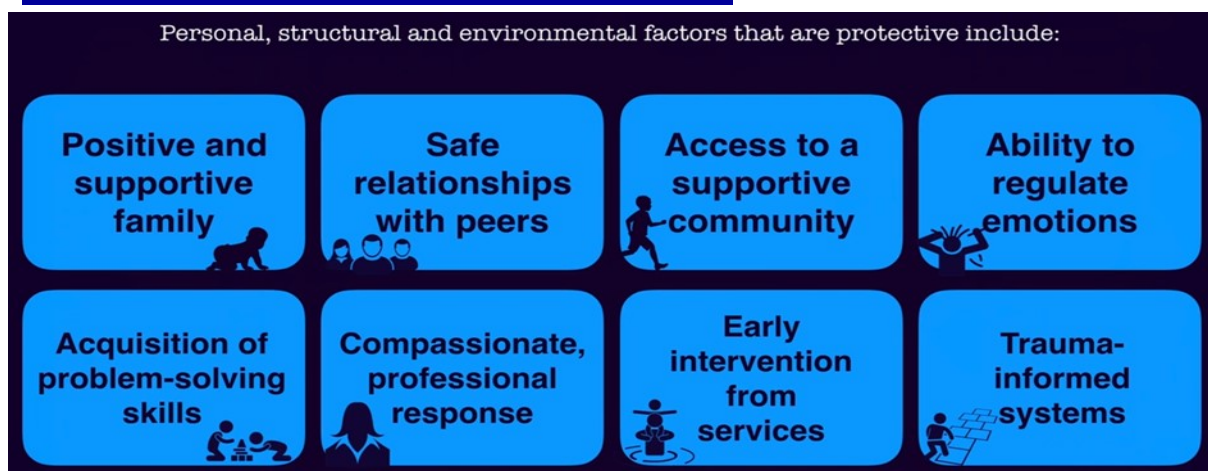 Personal, structural and environmental factors that are protective include:
Positive and
supportive
family
Safe
relationships
with peers
Access to a
supportive
community
Ability to
regulate
emotions
Acquisition of
problem-solving
skills
Compassionate,
professional
response
Early
intervention
from
services
Trauma-
informed
systems